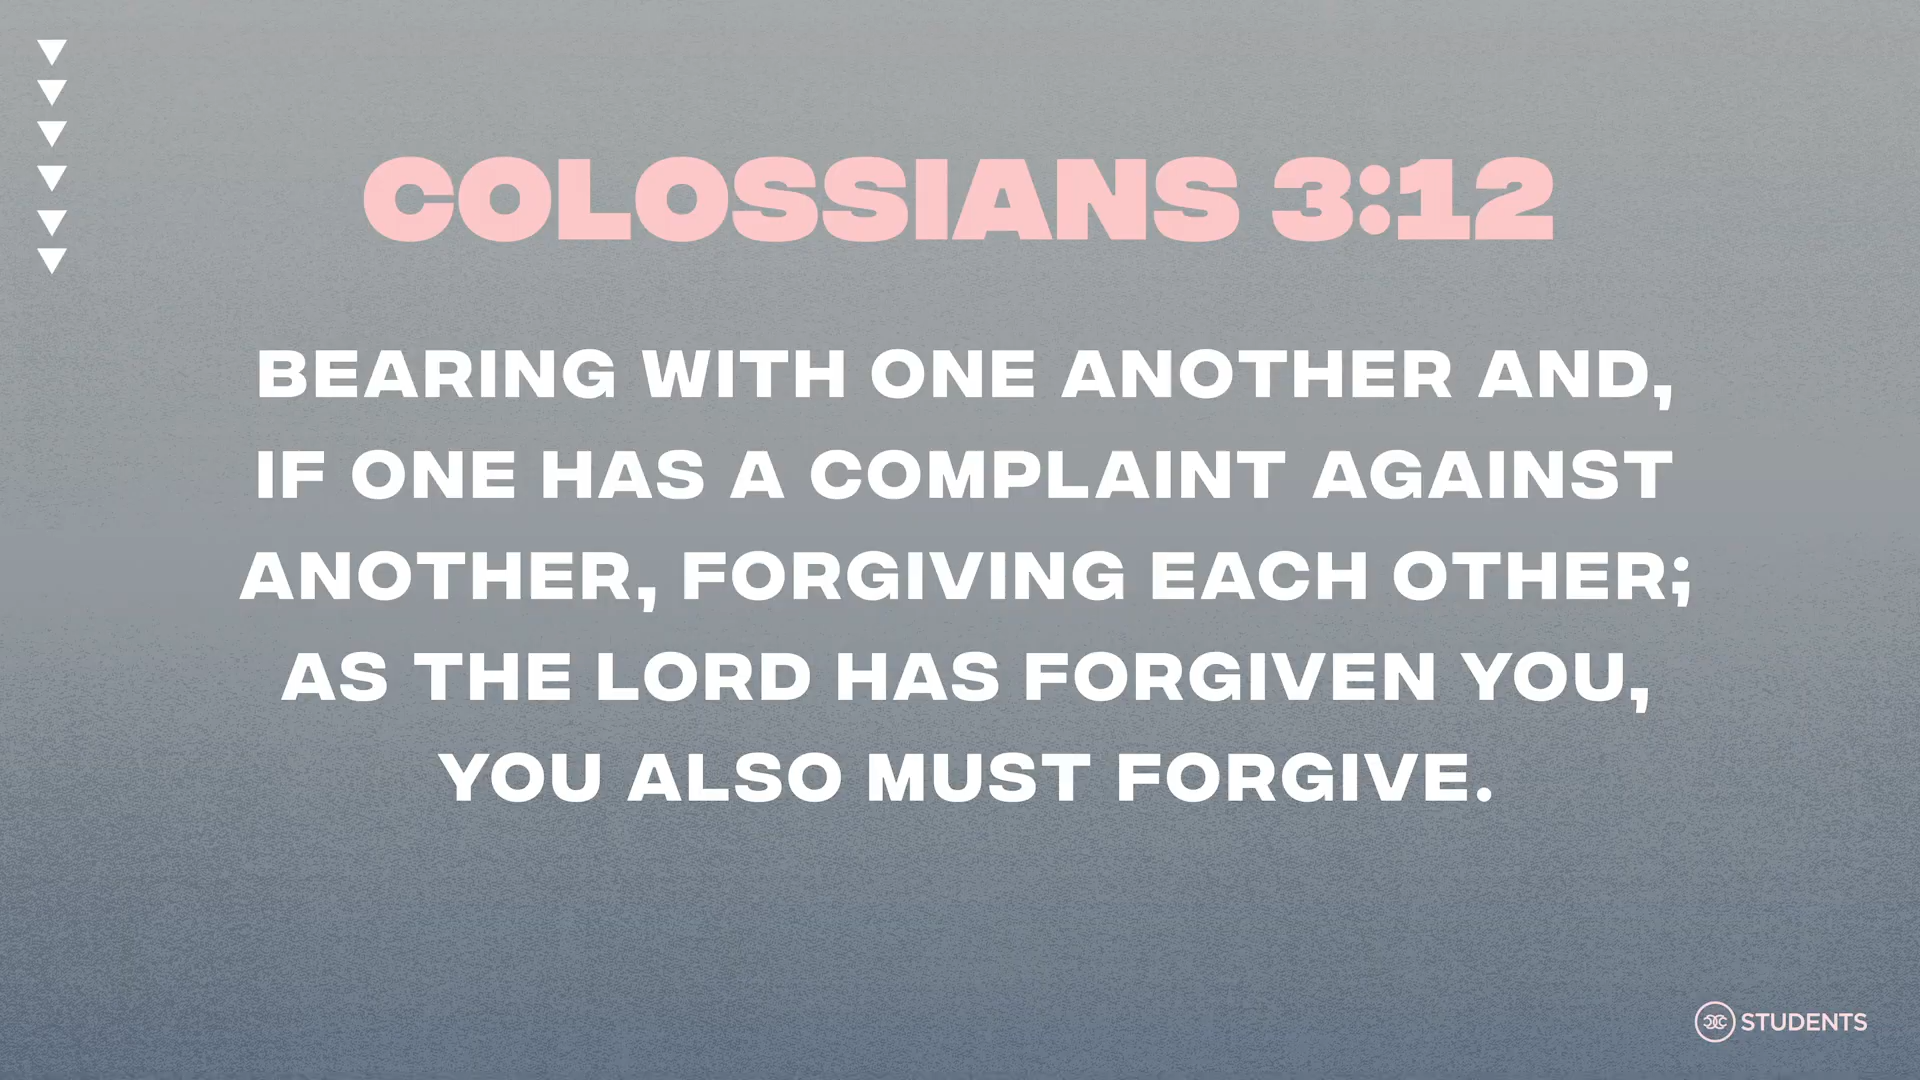 COLOSSIANS 3:12
BEARING WITH ONE ANOTHER AND,
IF ONE HAS A COMPLAINT AGAINST
ANOTHER, FORGIVING EACH OTHER;
AS THE LORD HAS FORGIVEN YOU,
YOU ALSO MUST FORGIVE.
STUDENTS